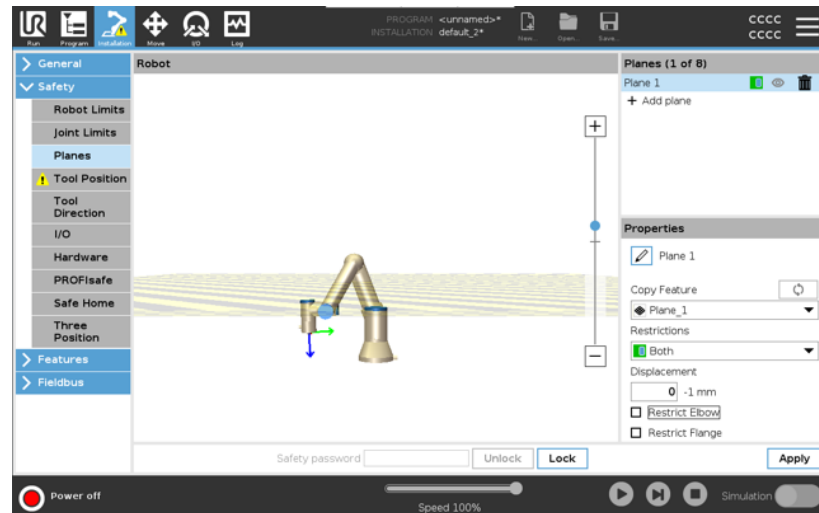 PROGRAM <unnamed>*
INSTALLATION default_2*
UR
Run
Program
Installation
Move
I/O
Log
New...
Open...
Save...
CCCC
CCCC
General
Safety
Robot Limits
Joint Limits
Planes
Tool Position
Tool
Direction
I/O
Hardware
PROFIsafe
Safe Home
Three
Position
Features
Fieldbus
Robot
Planes (1 of 8)
Plane 1
+ Add plane
Properties
Plane 1
Copy Feature
Plane_1
Restrictions
Both
Displacement
0 -1 mm
Restrict Elbow
Restrict Flange
Safety password
Unlock
Lock
Apply
Power off
Speed 100%
Simulation